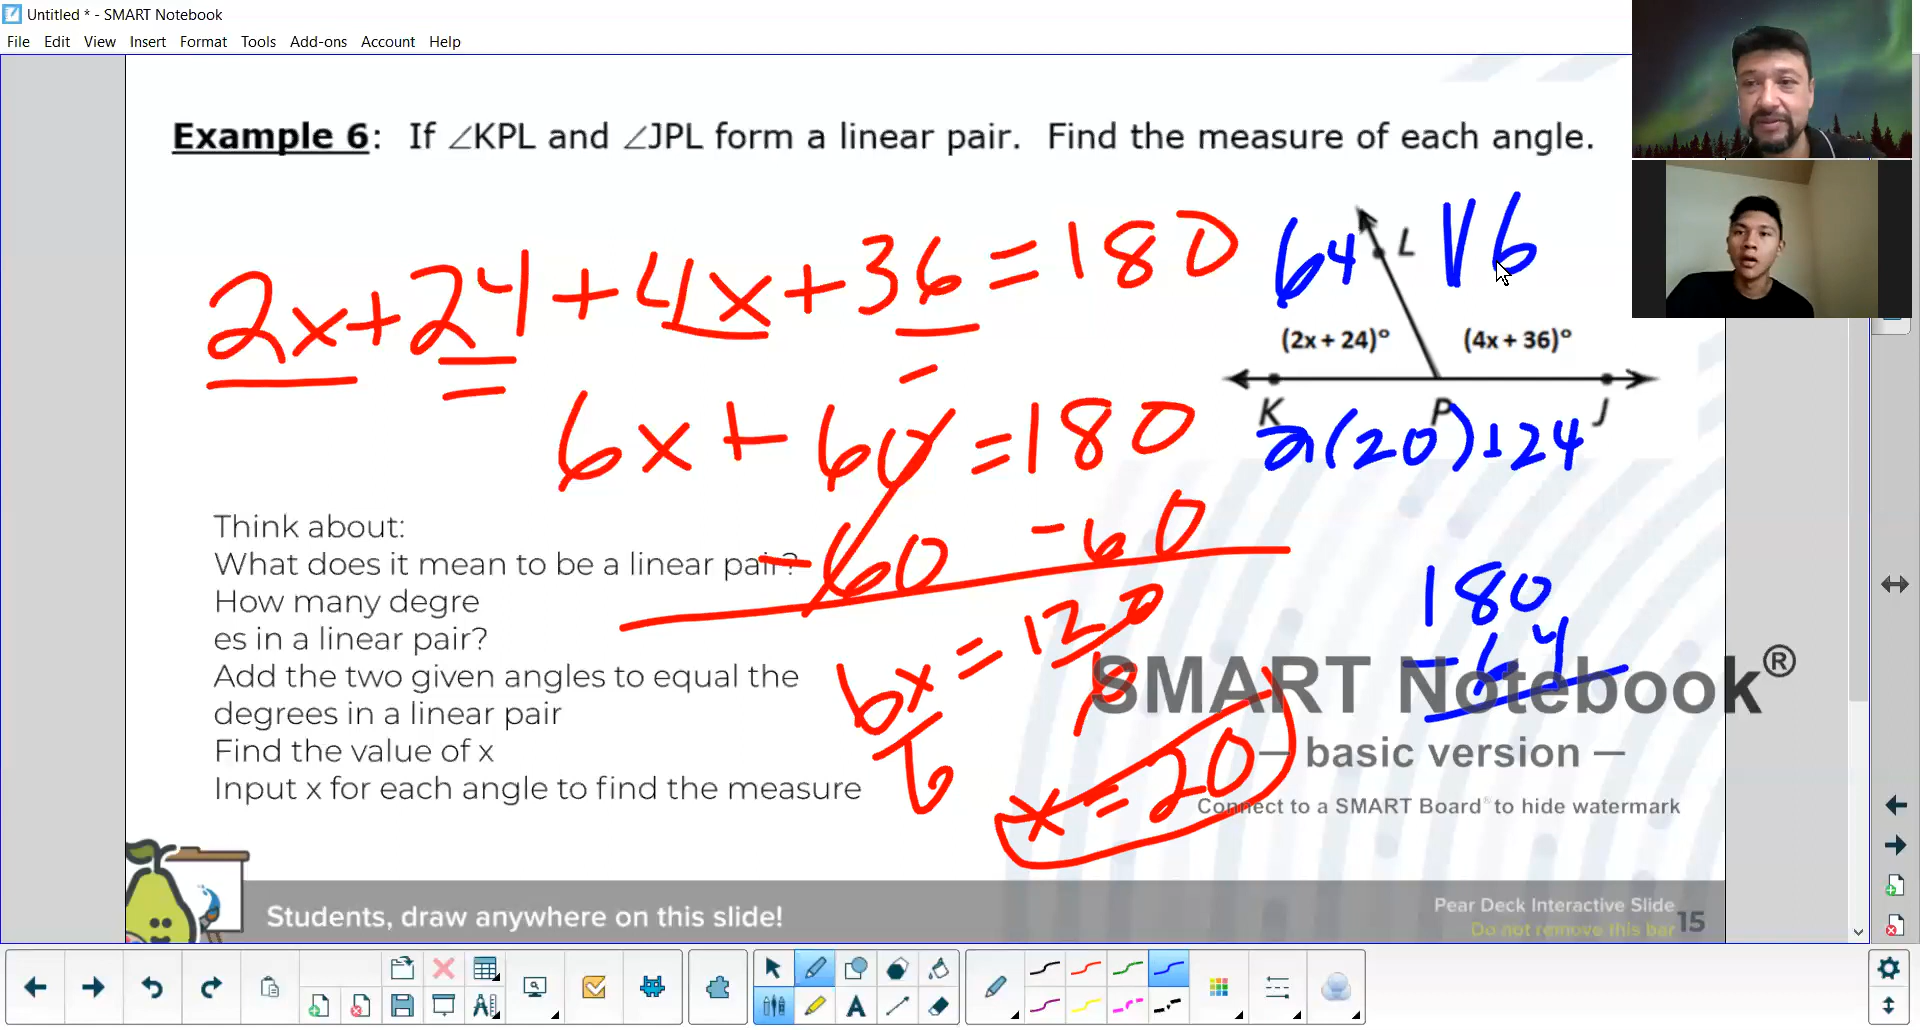 Untitled * - SMART Notebook
File Edit View Insert Format Tools Add-ons Account Help
Example 6: If ∠KPL and ∠JPL form a linear pair. Find the measure of each angle.
2x+24+4x+36=180
64
L
(2x + 24)°
(4x + 36)°
K
P
J
2(20)+24
6x+60=180
-60 -60
6x=120
6
x=20
180
-64
Think about:
What does it mean to be a linear pair?
How many degre
es in a linear pair?
Add the two given angles to equal the
degrees in a linear pair
Find the value of x
Input x for each angle to find the measure
SMART Notebook®
— basic version —
Connect to a SMART Board® to hide watermark
Students, draw anywhere on this slide!
Pear Deck Interactive Slide
Do not remove this bar
15
A